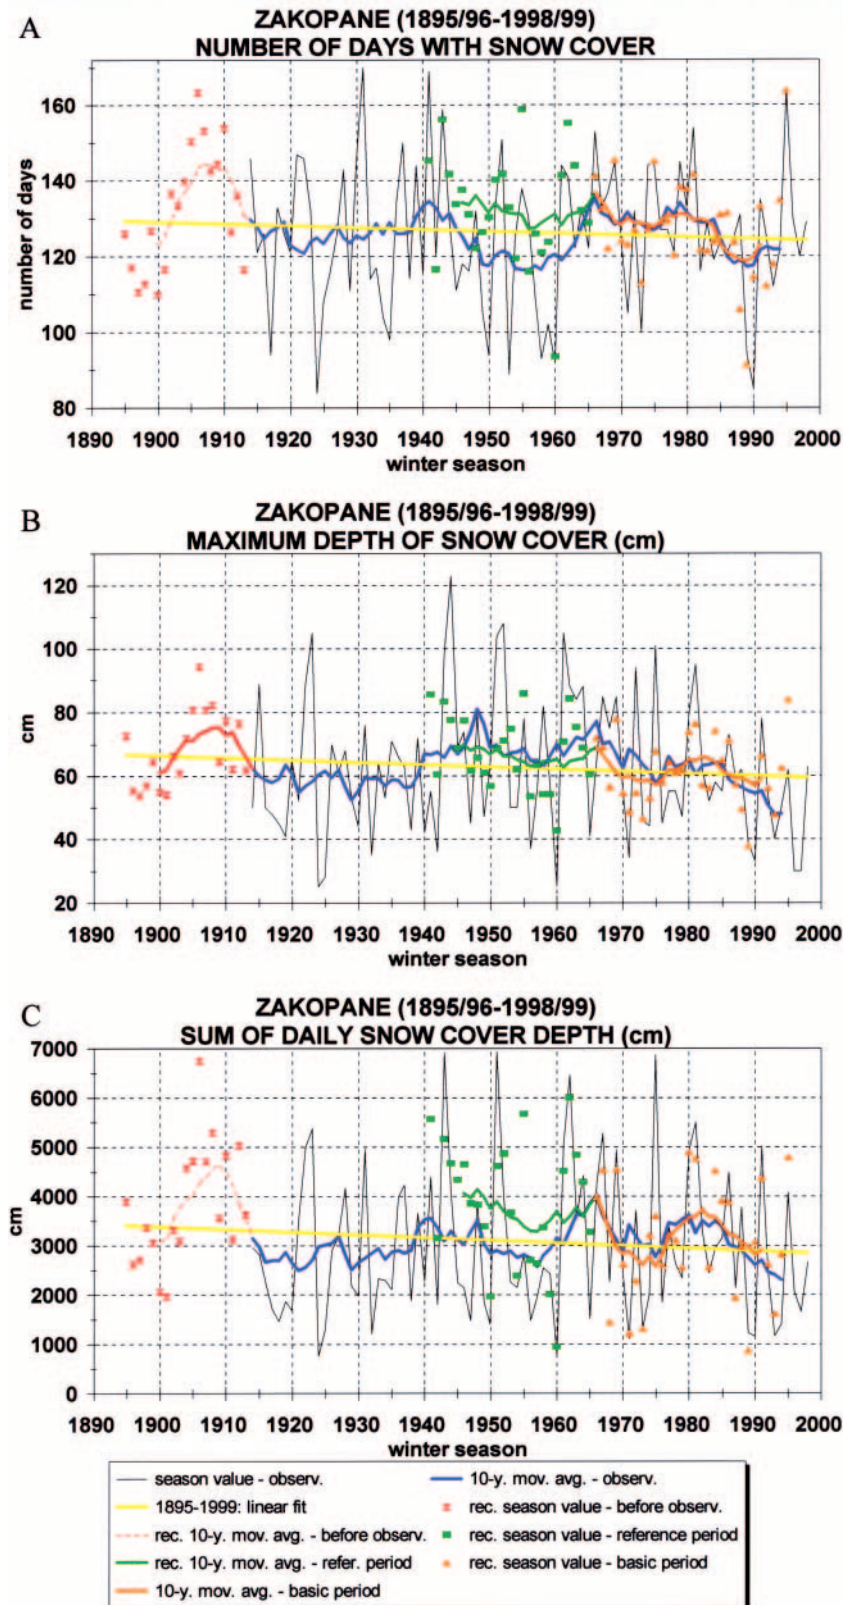 A
ZAKOPANE (1895/96-1998/99)
NUMBER OF DAYS WITH SNOW COVER
number of days
160
140
120
100
80
1890 1900 1910 1920 1930 1940 1950 1960 1970 1980 1990 2000
winter season
B
ZAKOPANE (1895/96-1998/99)
MAXIMUM DEPTH OF SNOW COVER (cm)
cm
120
100
80
60
40
20
1890 1900 1910 1920 1930 1940 1950 1960 1970 1980 1990 2000
winter season
C
ZAKOPANE (1895/96-1998/99)
SUM OF DAILY SNOW COVER DEPTH (cm)
cm
7000
6000
5000
4000
3000
2000
1000
0
1890 1900 1910 1920 1930 1940 1950 1960 1970 1980 1990 2000
winter season
season value - observ.
10-y. mov. avg. - observ.
1895-1999: linear fit
rec. season value - before observ.
rec. 10-y. mov. avg. - before observ.
rec. season value - reference period
rec. 10-y. mov. avg. - refer. period
rec. season value - basic period
10-y. mov. avg. - basic period